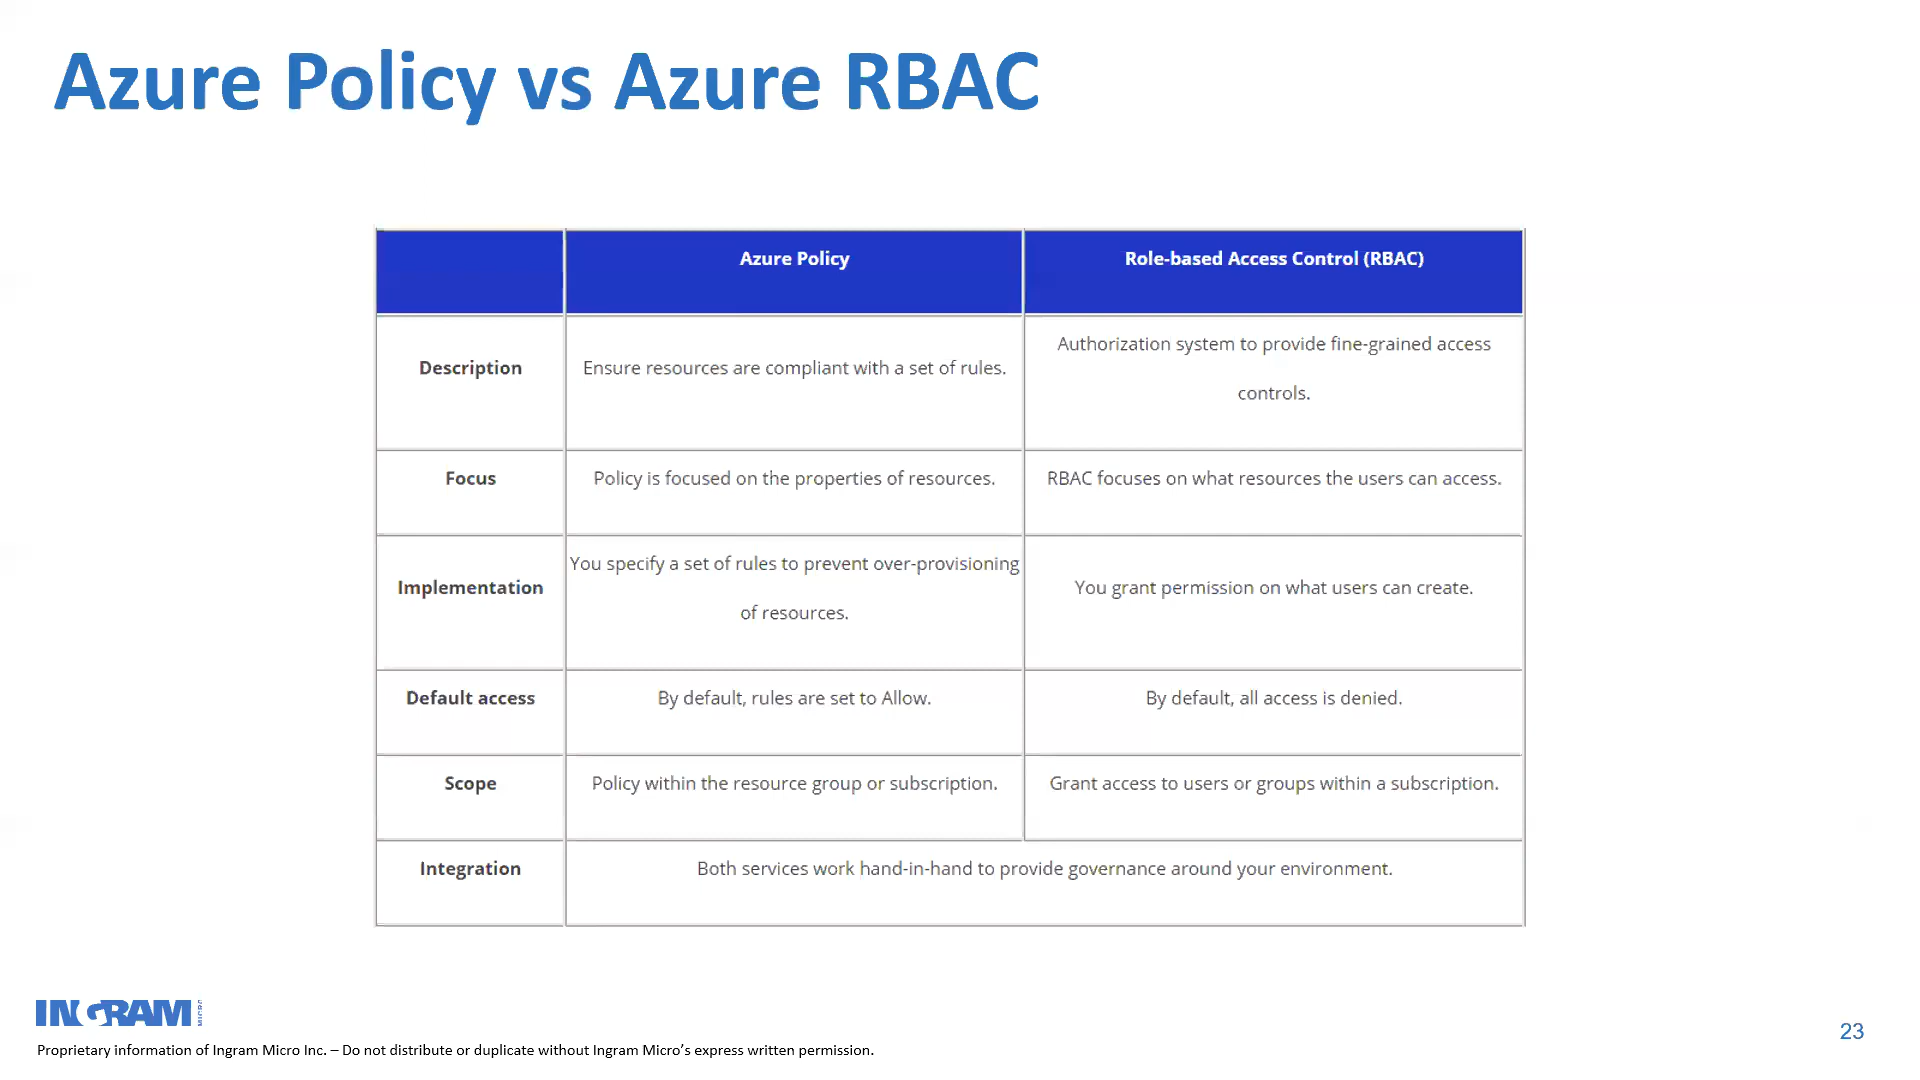 Azure Policy vs Azure RBAC
Azure Policy
Role-based Access Control (RBAC)
Description
Ensure resources are compliant with a set of rules.
Authorization system to provide fine-grained access
controls.
Focus
Policy is focused on the properties of resources.
RBAC focuses on what resources the users can access.
Implementation
You specify a set of rules to prevent over-provisioning
of resources.
You grant permission on what users can create.
Default access
By default, rules are set to Allow.
By default, all access is denied.
Scope
Policy within the resource group or subscription.
Grant access to users or groups within a subscription.
Integration
Both services work hand-in-hand to provide governance around your environment.
INGRAM MICRO
Proprietary information of Ingram Micro Inc. – Do not distribute or duplicate without Ingram Micro’s express written permission.
23